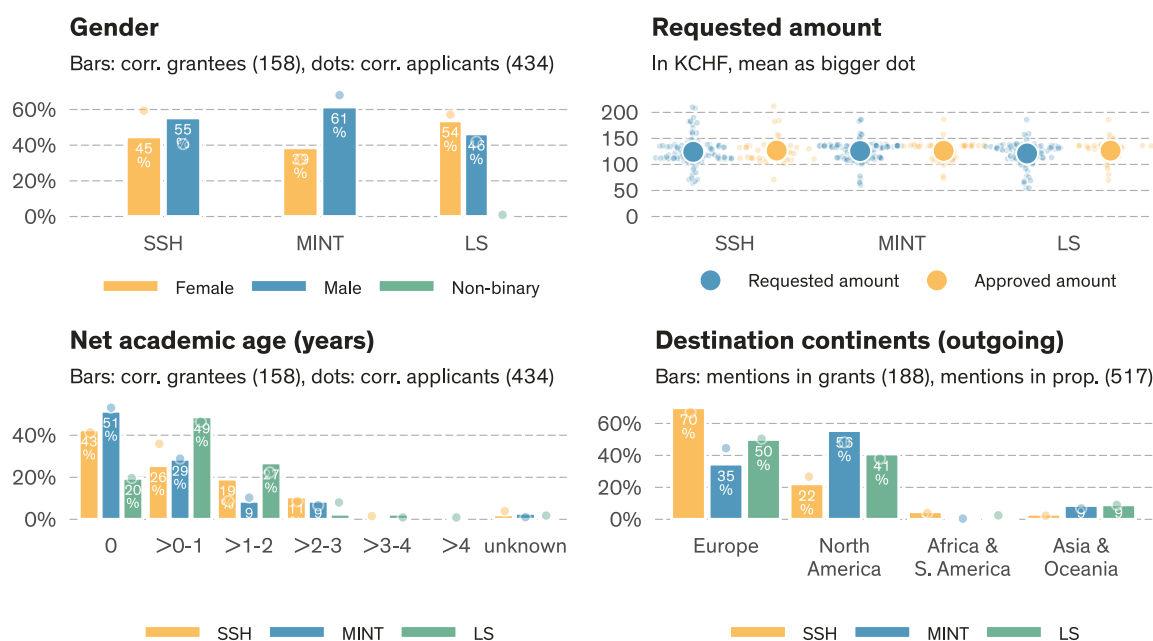 Gender
Bars: corr. grantees (158), dots: corr. applicants (434)
60%
40%
20%
0%
45
%
55
%
39
%
61
%
54
%
46
%
SSH
MINT
LS
Female
Male
Non-binary
Requested amount
In KCHF, mean as bigger dot
200
150
100
50
0
SSH
MINT
LS
Requested amount
Approved amount
Net academic age (years)
Bars: corr. grantees (158), dots: corr. applicants (434)
40%
20%
0%
43
%
51
%
20
%
26
%
29
%
49
%
19
%
9
27
%
11
9
0
>0-1
>1-2
>2-3
>3-4
>4
unknown
SSH
MINT
LS
Destination continents (outgoing)
Bars: mentions in grants (188), mentions in prop. (517)
60%
40%
20%
0%
70
%
35
%
50
%
22
%
56
%
41
%
9
9
Europe
North
America
Africa &
S. America
Asia &
Oceania
SSH
MINT
LS